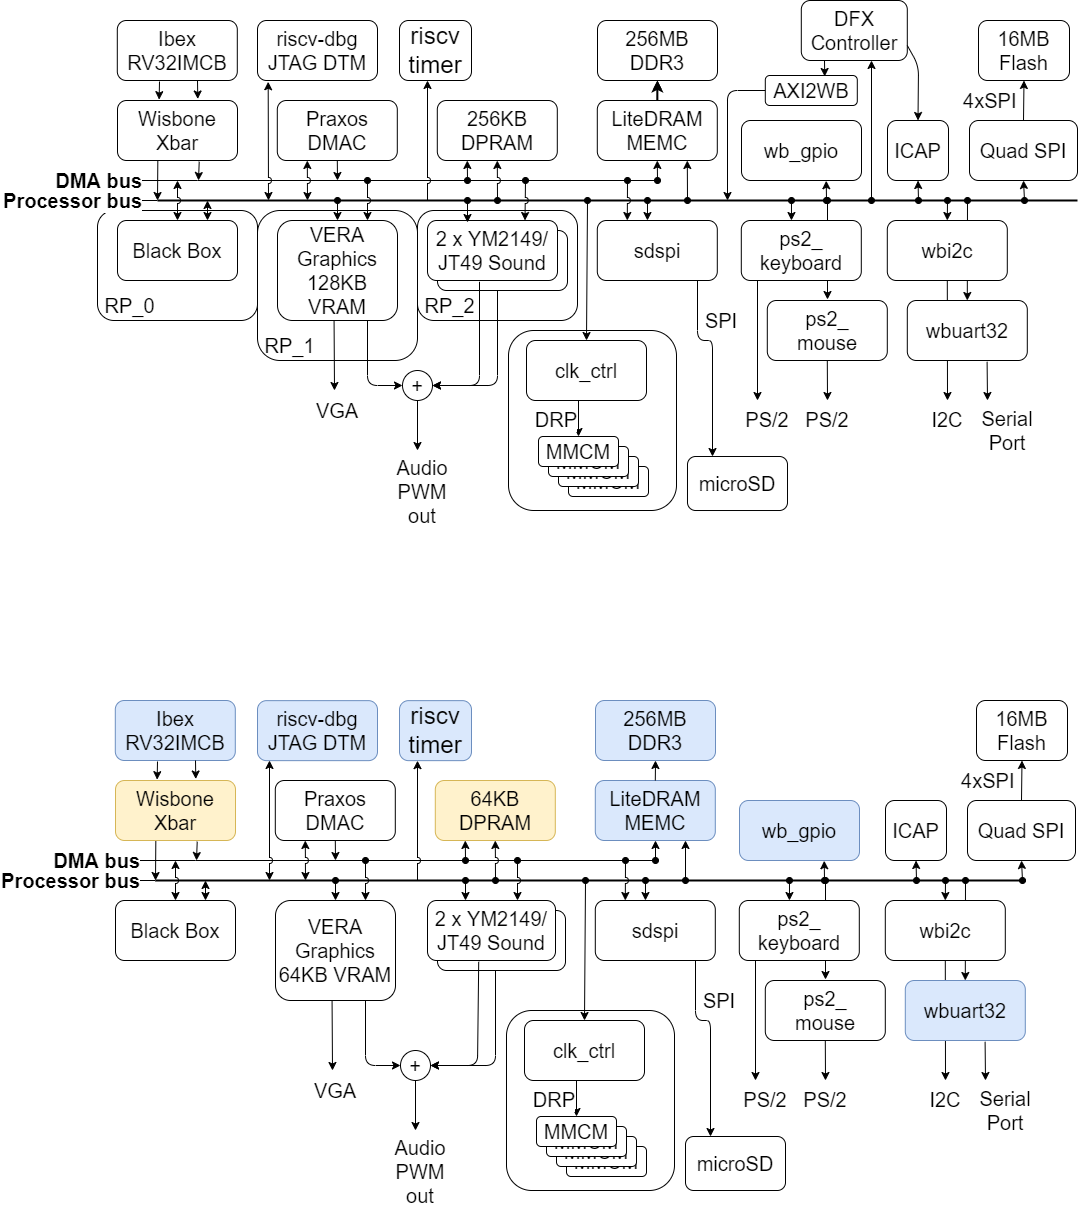 Ibex
RV32IMCB
riscv-dbg
JTAG DTM
riscv
timer
256MB
DDR3
DFX
Controller
16MB
Flash
AXI2WB
4xSPI
Wisbone
Xbar
Praxos
DMAC
256KB
DPRAM
LiteDRAM
MEMC
wb_gpio
ICAP
Quad SPI
DMA bus
Processor bus
Black Box
RP_0
VERA
Graphics
128KB
VRAM
RP_1
2 x YM2149/
JT49 Sound
RP_2
sdspi
ps2_
keyboard
wbi2c
SPI
ps2_
mouse
wbuart32
clk_ctrl
DRP
MMCM
+
VGA
PS/2
PS/2
I2C
Serial
Port
Audio
PWM
out
microSD
Ibex
RV32IMCB
riscv-dbg
JTAG DTM
riscv
timer
256MB
DDR3
16MB
Flash
4xSPI
Wisbone
Xbar
Praxos
DMAC
64KB
DPRAM
LiteDRAM
MEMC
wb_gpio
ICAP
Quad SPI
DMA bus
Processor bus
Black Box
VERA
Graphics
64KB VRAM
2 x YM2149/
JT49 Sound
sdspi
ps2_
keyboard
wbi2c
SPI
ps2_
mouse
wbuart32
clk_ctrl
DRP
MMCM
+
VGA
PS/2
PS/2
I2C
Serial
Port
Audio
PWM
out
microSD